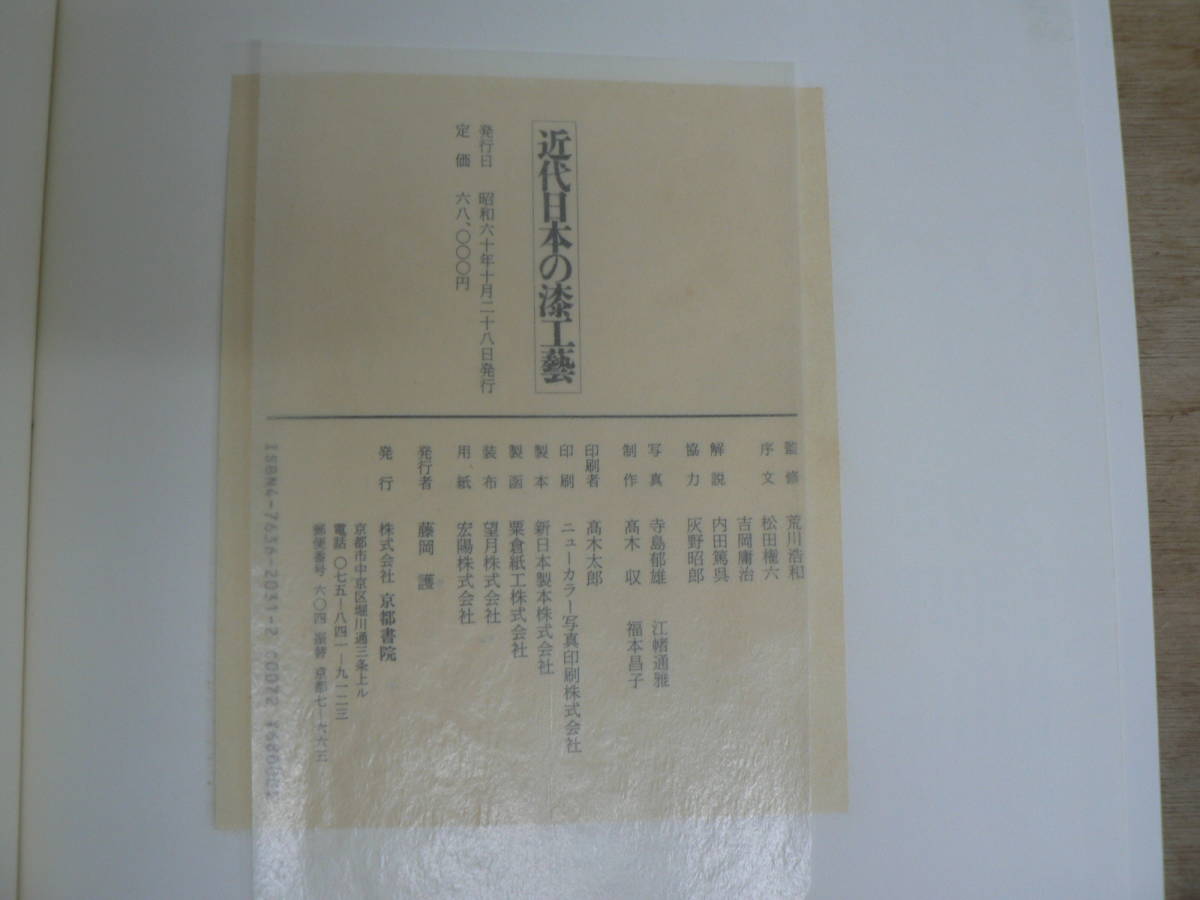 近代日本の漆工藝
発行日 昭和六十年十月二十八日発行
定価 六八、〇〇〇円
監修 荒川浩和
序文 松田権六
吉岡庸治
解説 内田篤呉
協力 灰野昭郎
写真 寺島郁雄 江幡通雅
制作 髙木収 福本昌子
印刷者 髙木太郎
印刷 ニューカラー写真印刷株式会社
製本 新日本製本株式会社
製函 粟倉紙工株式会社
装布 望月株式会社
用紙 宏陽株式会社
発行者 藤岡護
発行 株式会社 京都書院
京都市中京区堀川通三条上ル
電話 〇七五―八四一―九一二三
郵便番号 六〇四 振替 京都七―六六五
ISBN4-7636-2031-2 C0072